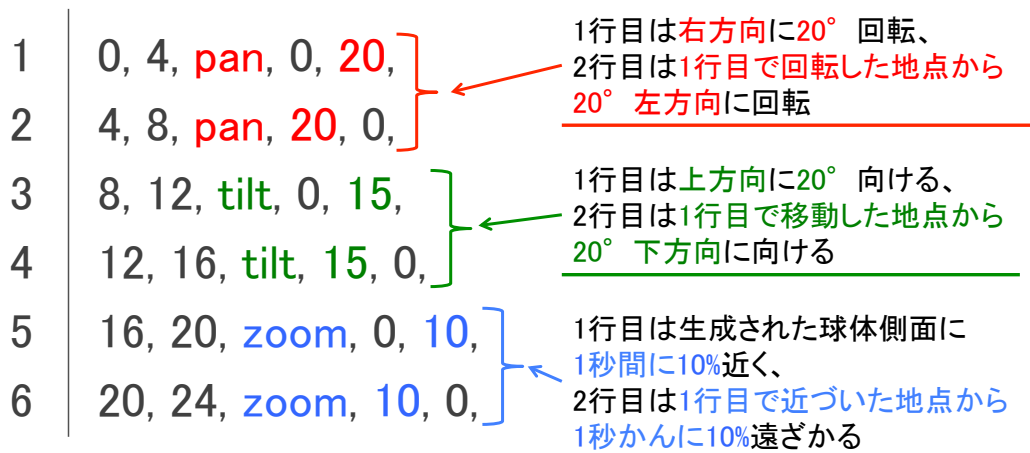 1 0, 4, pan, 0, 20,
2 4, 8, pan, 20, 0,
3 8, 12, tilt, 0, 15,
4 12, 16, tilt, 15, 0,
5 16, 20, zoom, 0, 10,
6 20, 24, zoom, 10, 0,
1行目は右方向に20° 回転、
2行目は1行目で回転した地点から
20° 左方向に回転
1行目は上方向に20° 向ける、
2行目は1行目で移動した地点から
20° 下方向に向ける
1行目は生成された球体側面に
1秒間に10%近く、
2行目は1行目で近づいた地点から
1秒かんに10%遠ざかる